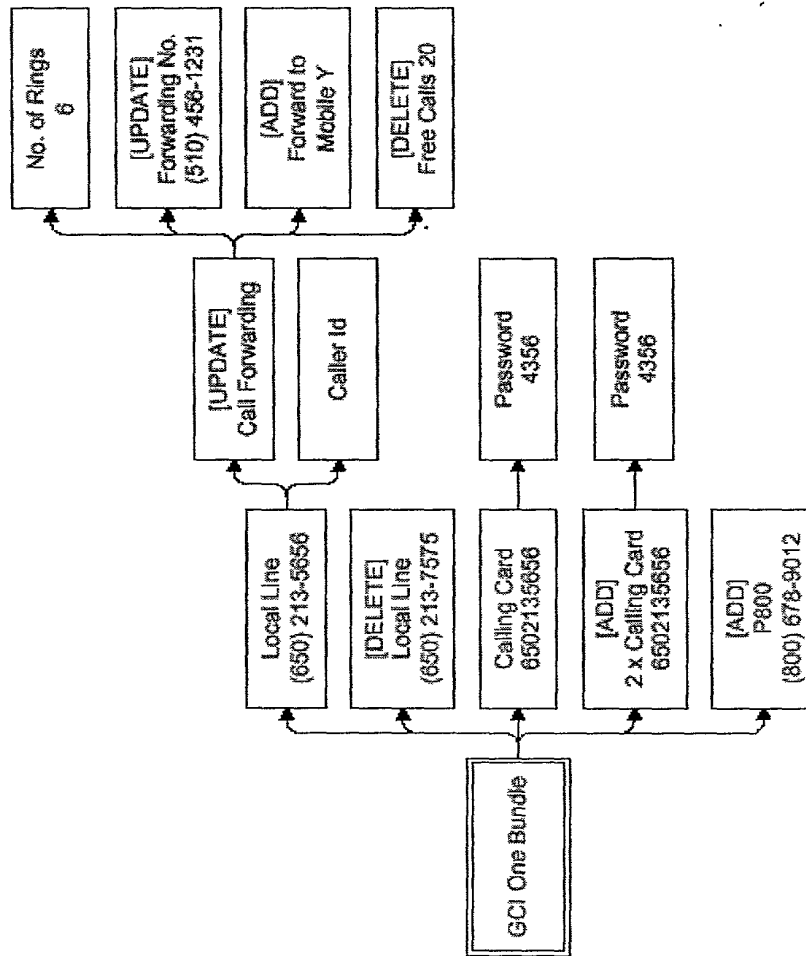 GCI One Bundle
Local Line
(650) 213-5656
[DELETE]
Local Line
(650) 213-7575
Calling Card
6502135656
[ADD]
2 x Calling Card
6502135656
[ADD]
P800
(800) 678-9012
[UPDATE]
Call Forwarding
Caller Id
Password
4356
Password
4356
No. of Rings
6
[UPDATE]
Forwarding No.
(510) 456-1231
[ADD]
Forward to
Mobile Y
[DELETE]
Free Calls 20